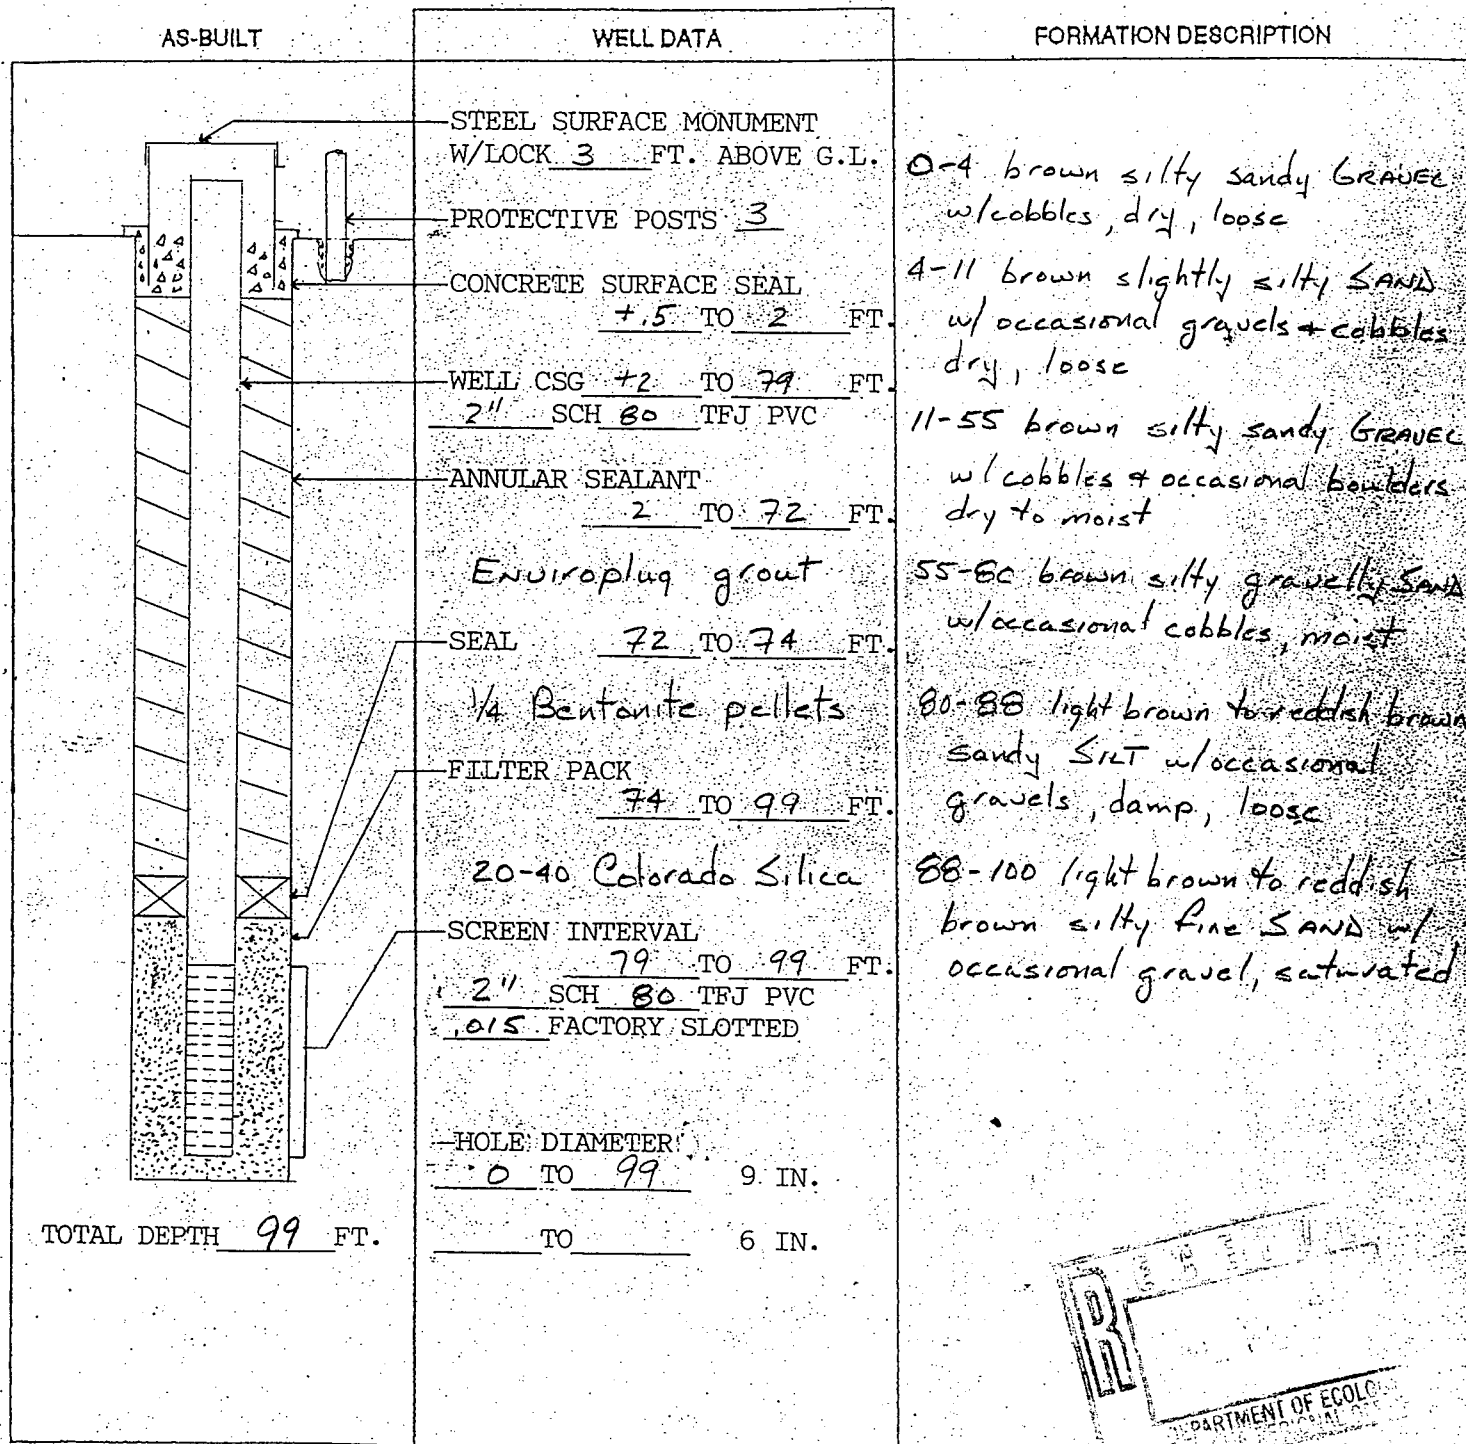 AS-BUILT
WELL DATA
FORMATION DESCRIPTION
STEEL SURFACE MONUMENT
W/LOCK 3 FT. ABOVE G.L.
PROTECTIVE POSTS 3
CONCRETE SURFACE SEAL
+.5 TO 2 FT.
WELL CSG +2 TO 79 FT.
2" SCH 80 TFJ PVC
ANNULAR SEALANT
2 TO 72 FT.
Enviroplug grout
SEAL 72 TO 74 FT.
1/4 Bentonite pellets
FILTER PACK
74 TO 99 FT.
20-40 Colorado Silica
SCREEN INTERVAL
79 TO 99 FT.
2" SCH 80 TFJ PVC
.015 FACTORY SLOTTED
HOLE DIAMETER
0 TO 99 9 IN.
TO 6 IN.
TOTAL DEPTH 99 FT.
0-4 brown silty sandy GRAVEL
w/cobbles, dry, loose
4-11 brown slightly silty SAND
w/ occasional gravels + cobbles
dry, loose
11-55 brown silty sandy GRAVEL
w/ cobbles & occasional boulders
dry to moist
brown silty gravelly SAND
w/occasional cobbles, moist
80-88 light brown to reddish brown
sandy SILT w/occasional
gravels, damp, loose
88-100 light brown to reddish
brown silty fine SAND w/
occasional gravel, saturated
PARTMENT OF ECOLO